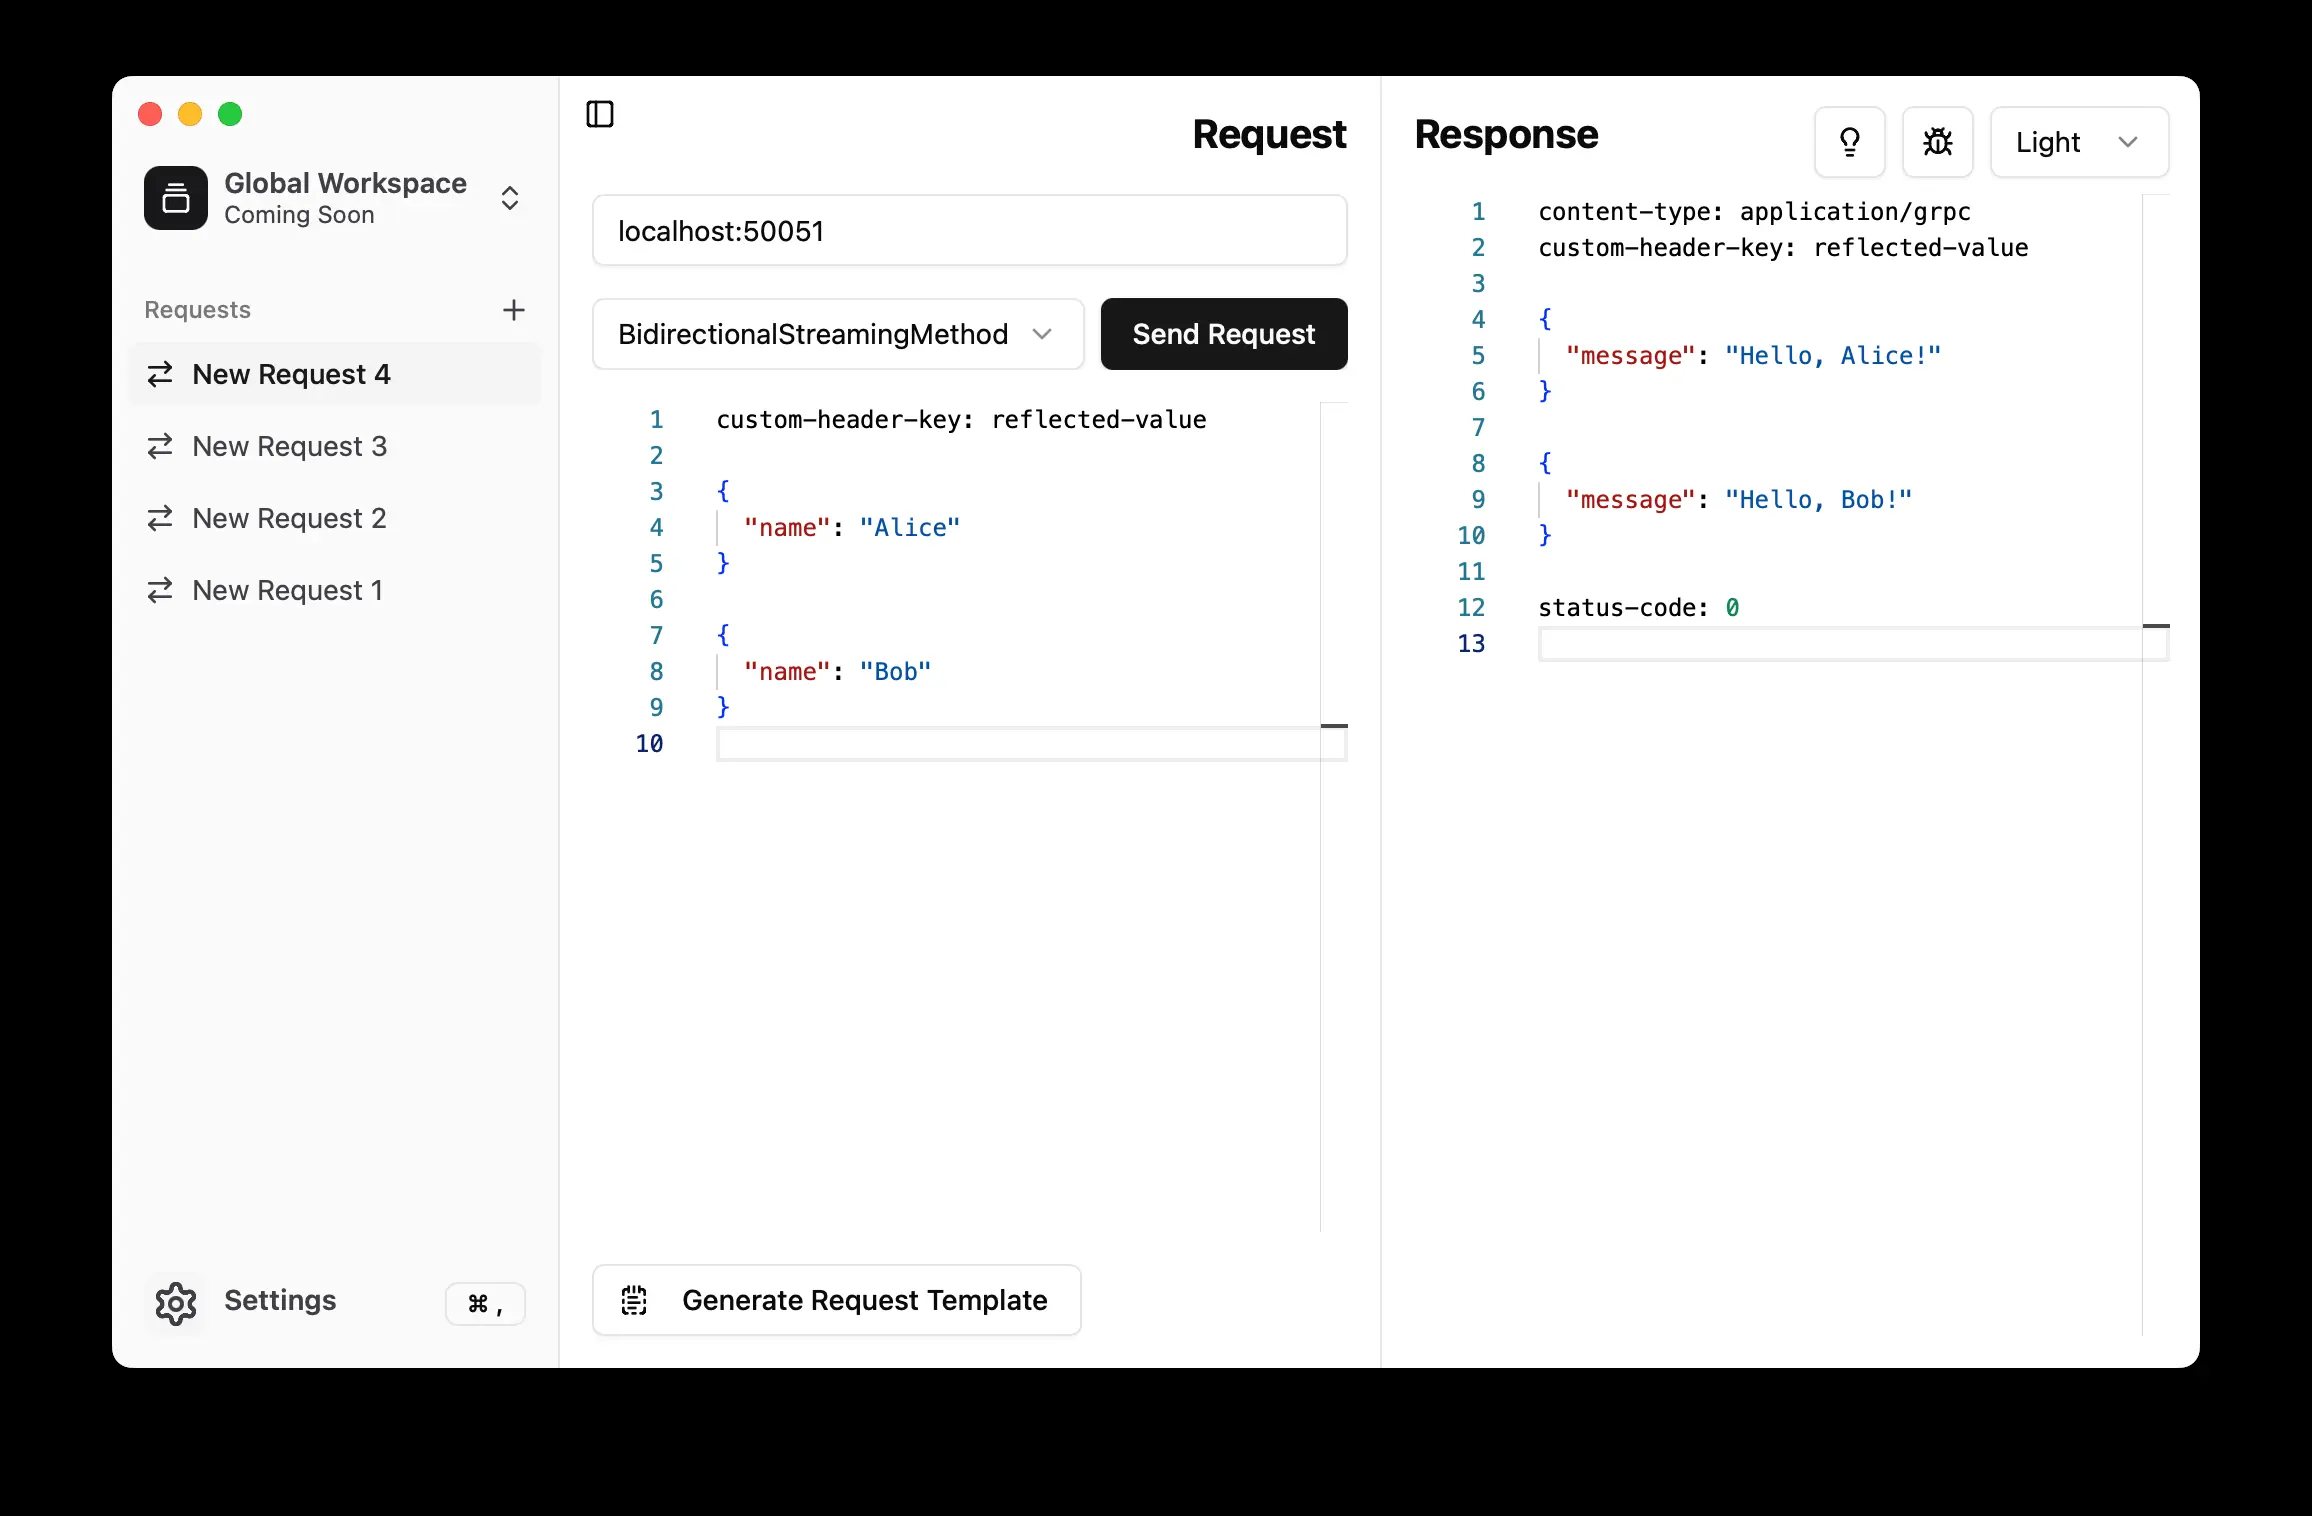 Global Workspace
Coming Soon
Requests
New Request 4
New Request 3
New Request 2
New Request 1
Settings
⌘ ,
Request
localhost:50051
BidirectionalStreamingMethod
Send Request
1 custom-header-key: reflected-value
2
3 {
4 "name": "Alice"
5 }
6
7 {
8 "name": "Bob"
9 }
10
Generate Request Template
Response
Light
1 content-type: application/grpc
2 custom-header-key: reflected-value
3
4 {
5 "message": "Hello, Alice!"
6 }
7
8 {
9 "message": "Hello, Bob!"
10 }
11
12 status-code: 0
13